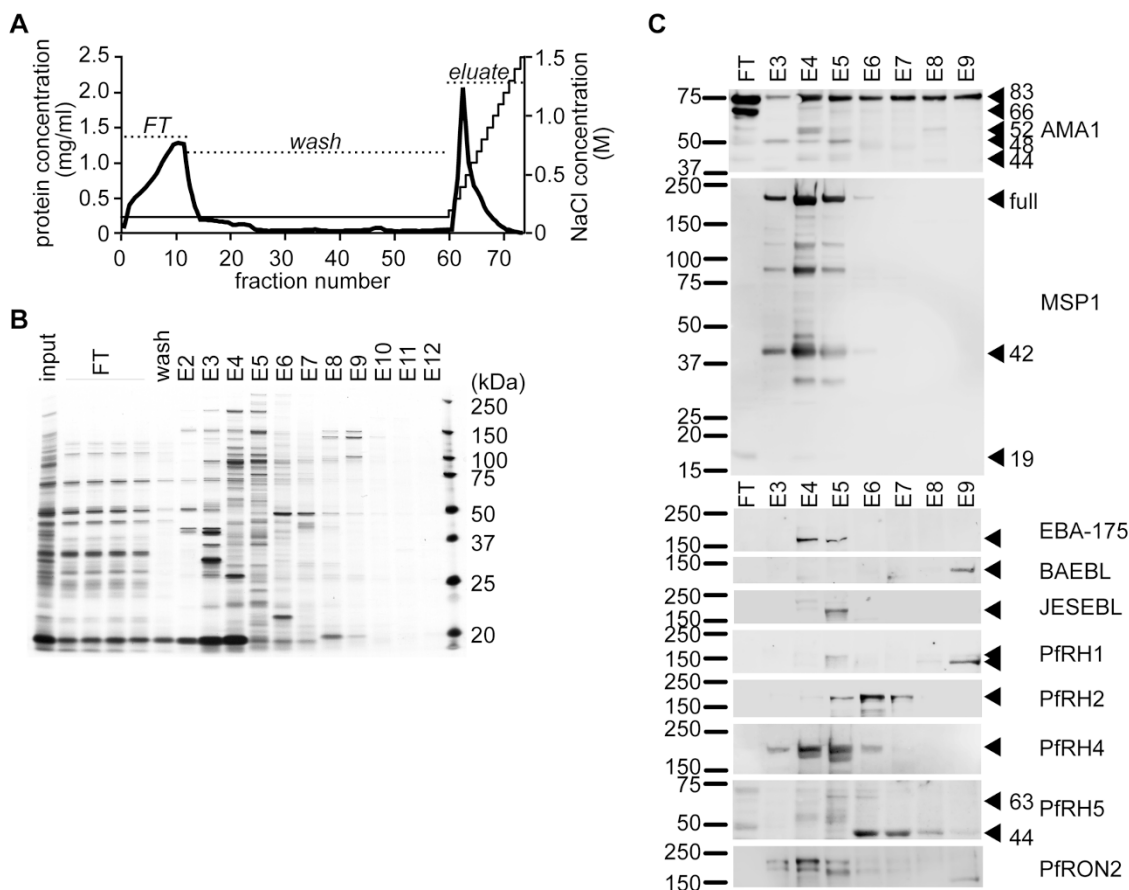 A
protein concentration
(mg/ml)
2.5
2.0
1.5
1.0
0.5
0
FT
wash
eluate
1.5
1.0
0.5
0
NaCl concentration
(M)
0 10 20 30 40 50 60 70
fraction number
B
input
FT
wash
E2
E3
E4
E5
E6
E7
E8
E9
E10
E11
E12
(kDa)
250
150
100
75
50
37
25
20
C
FT E3 E4 E5 E6 E7 E8 E9
75
50
37
83
66
52
48
44
AMA1
250
150
100
75
50
37
25
20
15
full
42
19
MSP1
FT E3 E4 E5 E6 E7 E8 E9
250
150
EBA-175
150
BAEBL
250
150
JESEBL
250
150
PfRH1
250
150
PfRH2
250
150
PfRH4
75
50
63
44
PfRH5
250
150
PfRON2